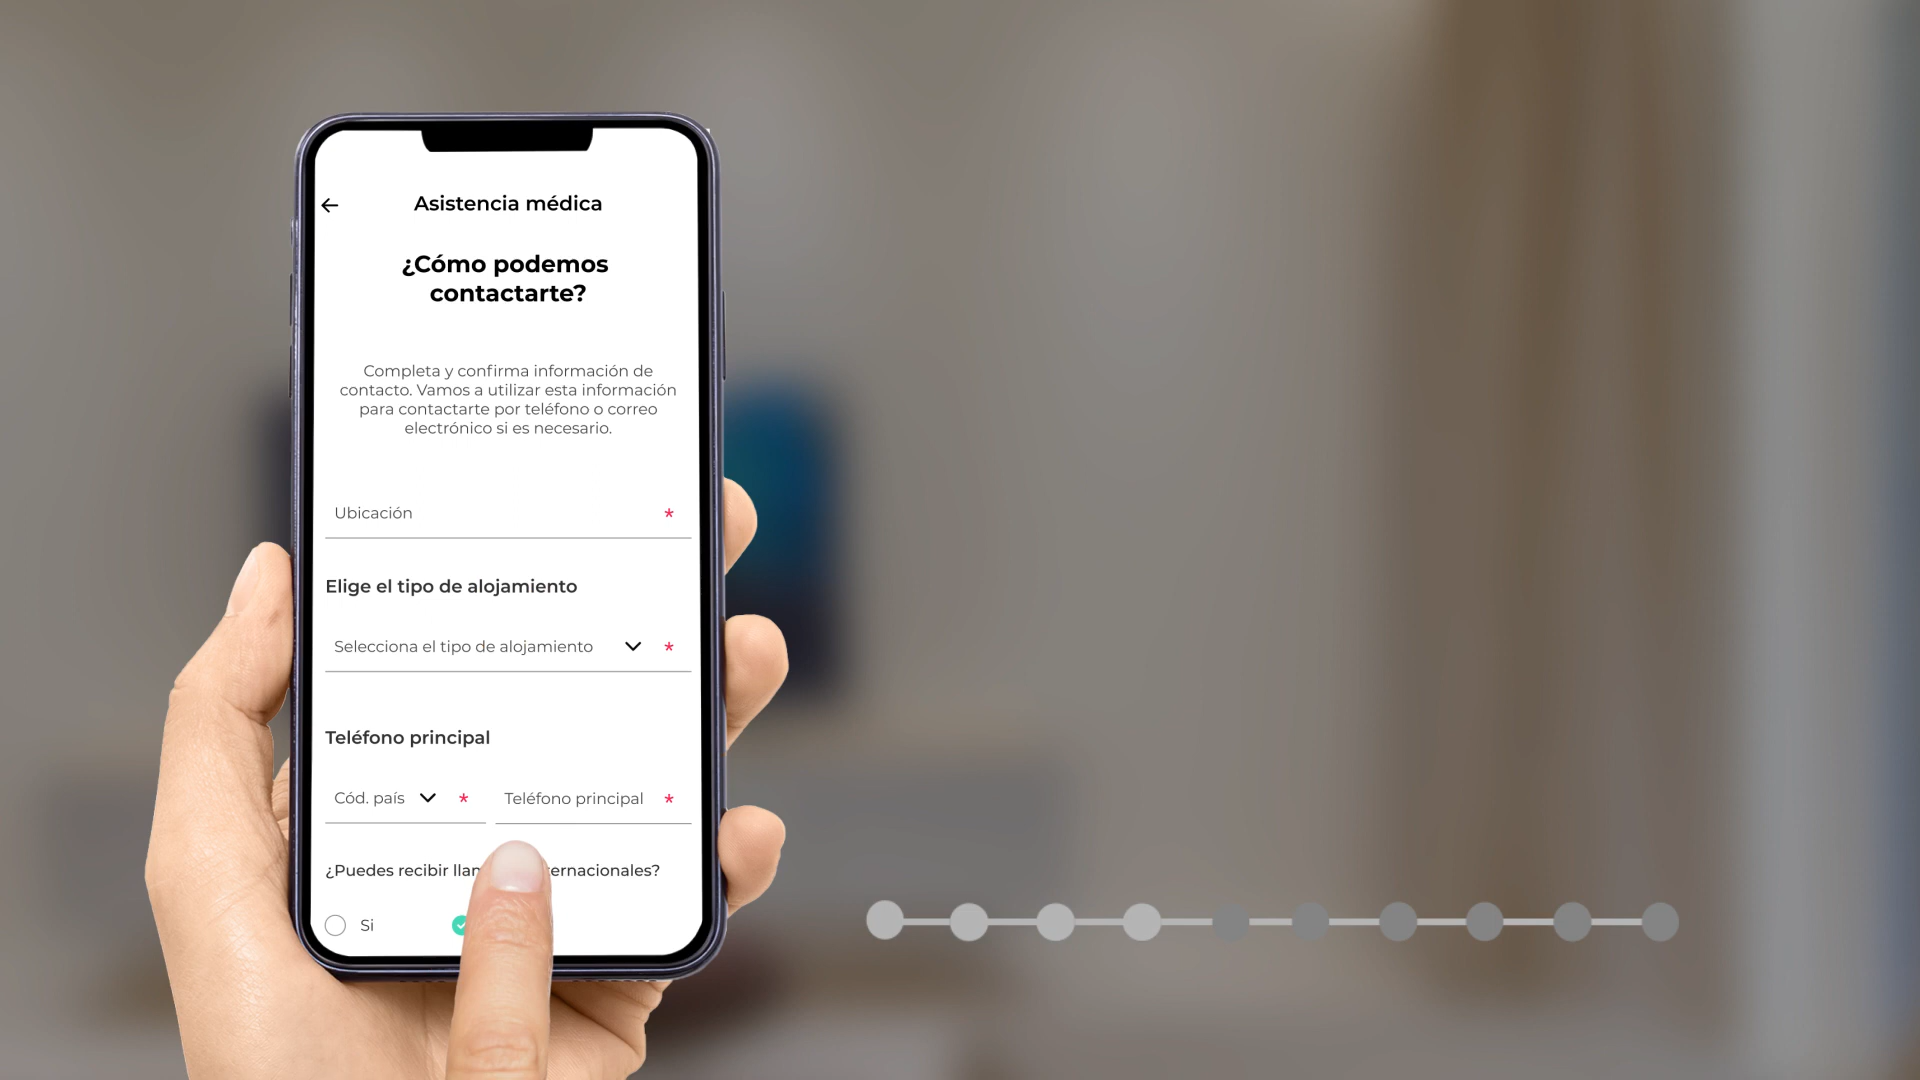 Asistencia médica
¿Cómo podemos
contactarte?
Completa y confirma información de
contacto. Vamos a utilizar esta información
para contactarte por teléfono o correo
electrónico si es necesario.
Ubicación *
Elige el tipo de alojamiento
Selecciona el tipo de alojamiento *
Teléfono principal
Cód. país * Teléfono principal *
¿Puedes recibir ?
Si